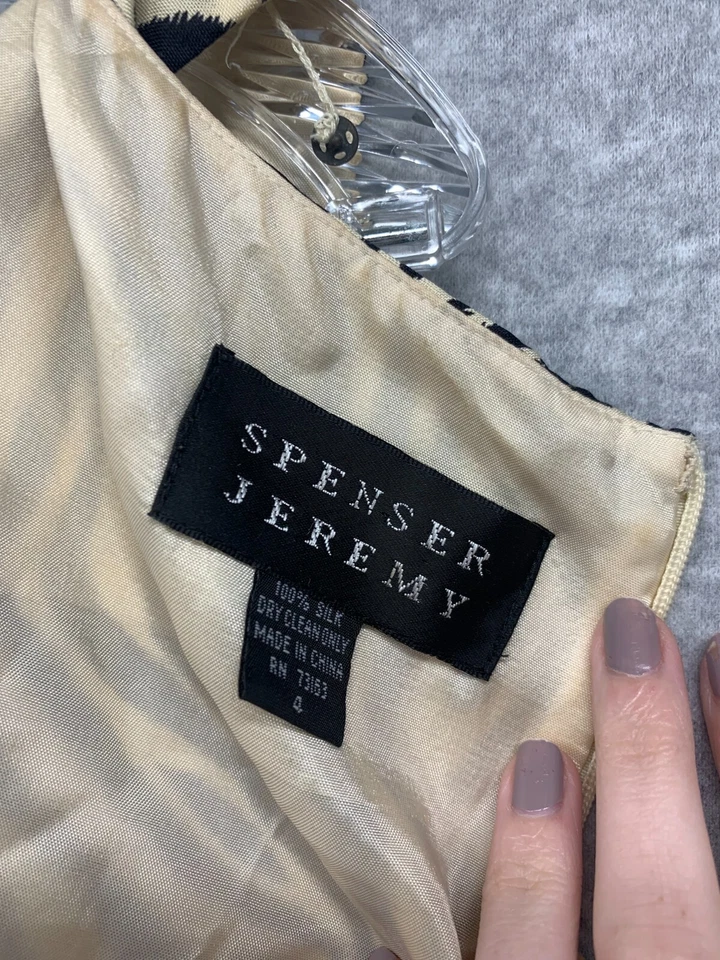 SPENSER
JEREMY
100% SILK
DRY CLEAN ONLY
MADE IN CHINA
RN 73163
4